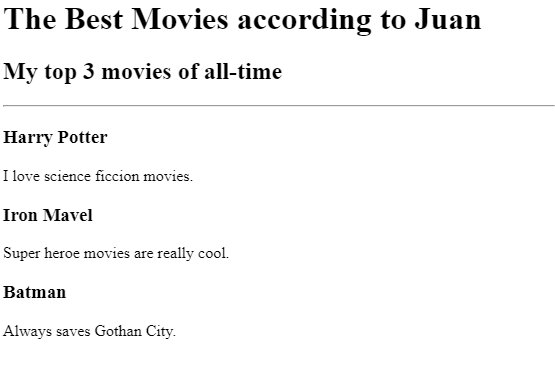 The Best Movies according to Juan
My top 3 movies of all-time
Harry Potter
I love science ficcion movies.
Iron Mavel
Super heroe movies are really cool.
Batman
Always saves Gothan City.